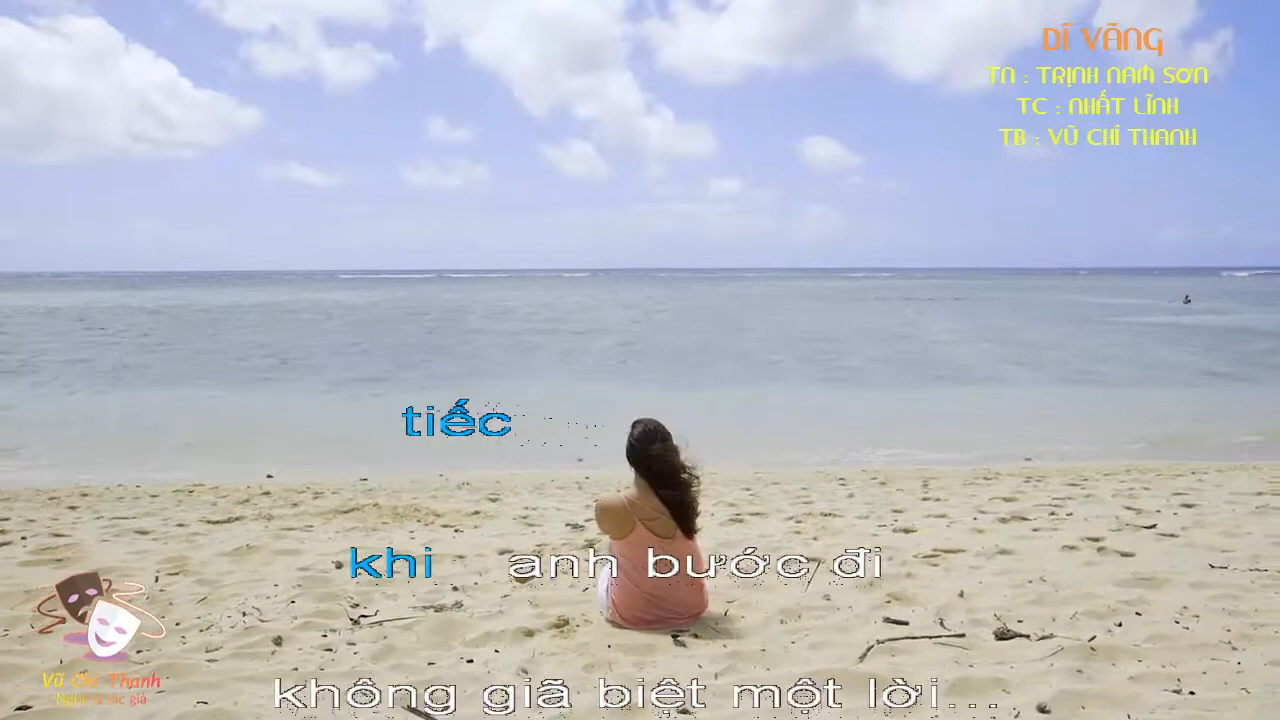 DĨ VÃNG
TN : TRỊNH NAM SƠN
TC : NHẤT LĨNH
TB : VŨ CHÍ THANH
tiếc
khi anh bước đi
Vũ Chí Thanh
không giã biệt một lời...